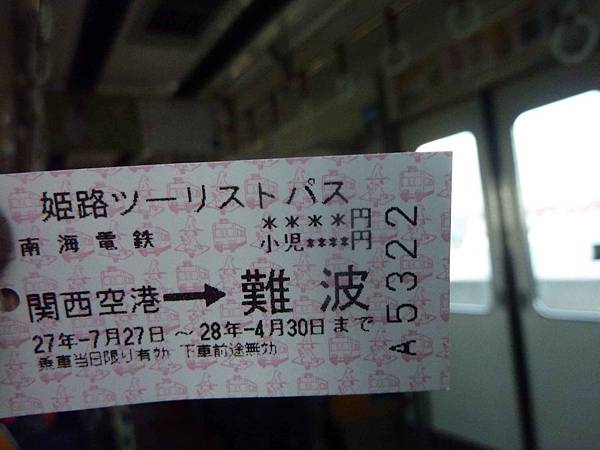 姫路ツーリストパス
南海電鉄 ****円
小児****円
関西空港➡難波
27年-7月27日 ～ 28年-4月30日まで
乗車当日限り有効 下車前途無効
A5322